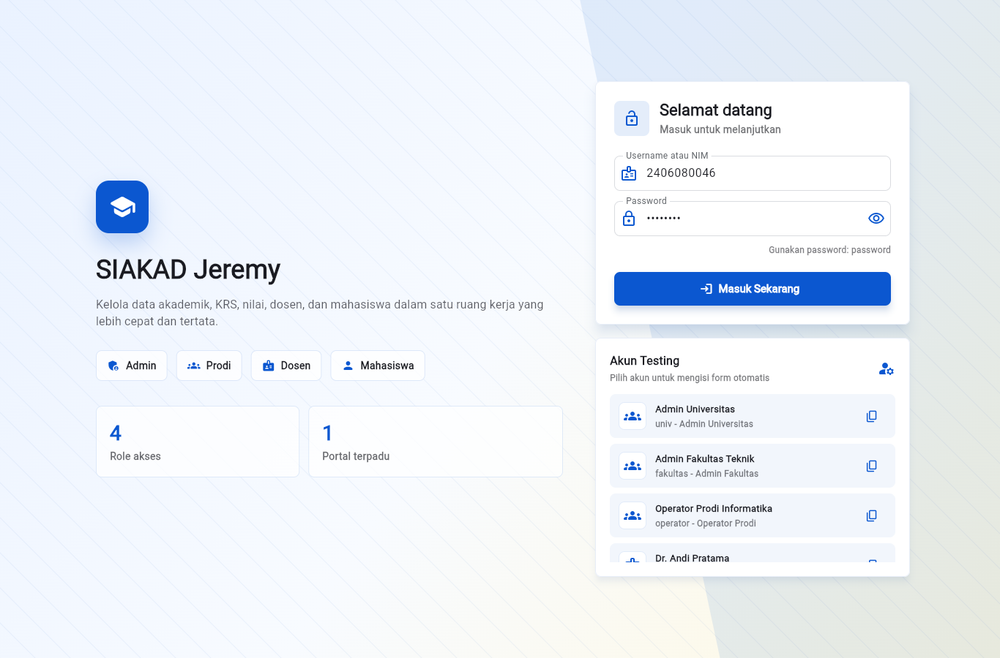 SIAKAD Jeremy
Kelola data akademik, KRS, nilai, dosen, dan mahasiswa dalam satu ruang kerja yang
lebih cepat dan tertata.
Admin
Prodi
Dosen
Mahasiswa
4
Role akses
1
Portal terpadu
Selamat datang
Masuk untuk melanjutkan
Username atau NIM
2406080046
Password
••••••••
Gunakan password: password
Masuk Sekarang
Akun Testing
Pilih akun untuk mengisi form otomatis
Admin Universitas
univ - Admin Universitas
Admin Fakultas Teknik
fakultas - Admin Fakultas
Operator Prodi Informatika
operator - Operator Prodi
Dr. Andi Pratama